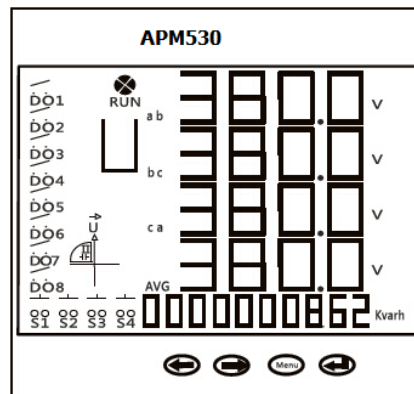 APM530
DO1
DO2
DO3
DO4
DO5
DO6
DO7
DO8
RUN
U
U
ab 380.0 V
bc 380.0 V
ca 380.0 V
AVG 380.0 V
S1 S2 S3 S4
0000000862 Kvarh
Menu